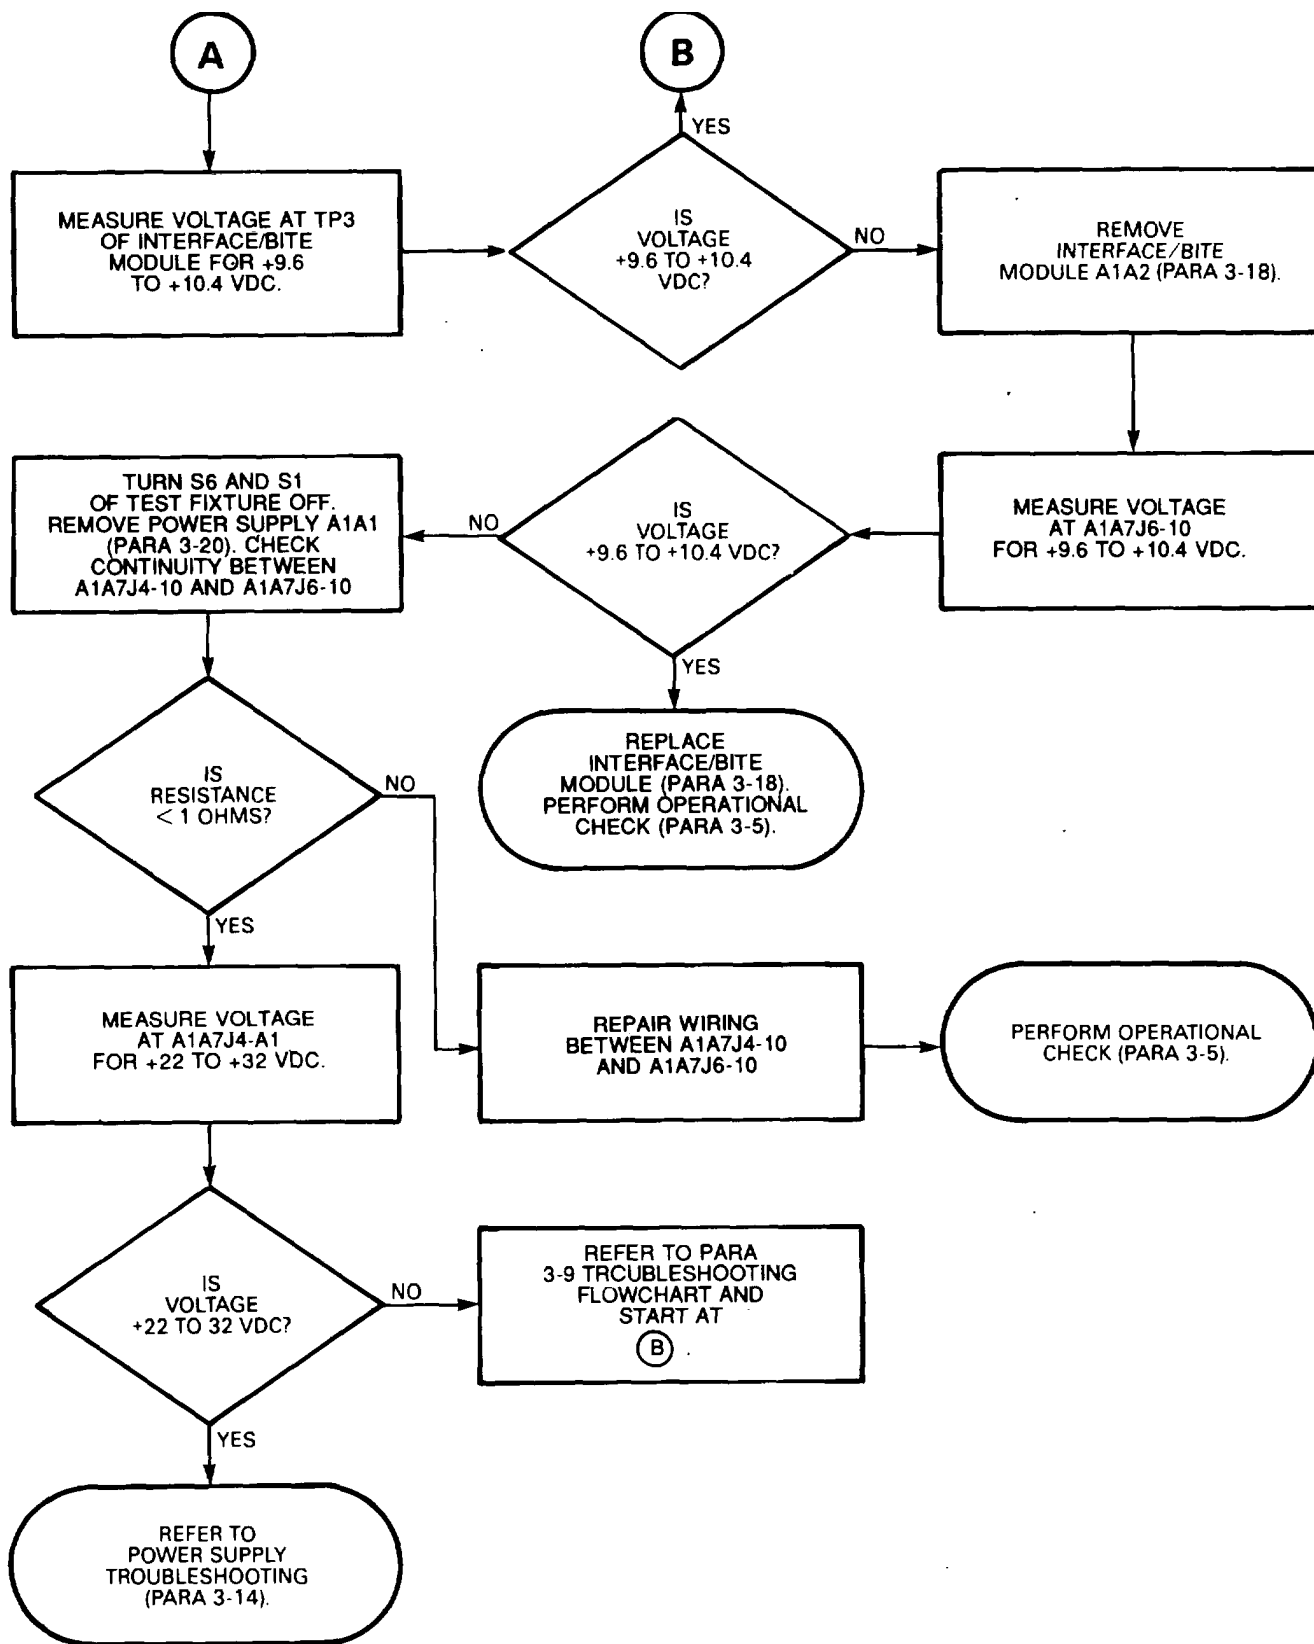 A
B
MEASURE VOLTAGE AT TP3
OF INTERFACE/BITE
MODULE FOR +9.6
TO +10.4 VDC.
YES
IS
VOLTAGE
+9.6 TO +10.4
VDC?
NO
REMOVE
INTERFACE/BITE
MODULE A1A2 (PARA 3-18).
MEASURE VOLTAGE
AT A1A7J6-10
FOR +9.6 TO +10.4 VDC.
IS
VOLTAGE
+9.6 TO +10.4 VDC?
NO
TURN S6 AND S1
OF TEST FIXTURE OFF.
REMOVE POWER SUPPLY A1A1
(PARA 3-20). CHECK
CONTINUITY BETWEEN
A1A7J4-10 AND A1A7J6-10
YES
REPLACE
INTERFACE/BITE
MODULE (PARA 3-18).
PERFORM OPERATIONAL
CHECK (PARA 3-5).
IS
RESISTANCE
< 1 OHMS?
NO
YES
MEASURE VOLTAGE
AT A1A7J4-A1
FOR +22 TO +32 VDC.
REPAIR WIRING
BETWEEN A1A7J4-10
AND A1A7J6-10
PERFORM OPERATIONAL
CHECK (PARA 3-5).
IS
VOLTAGE
+22 TO 32 VDC?
NO
REFER TO PARA
3-9 TRCUBLESHOOTING
FLOWCHART AND
START AT
B .
YES
REFER TO
POWER SUPPLY
TROUBLESHOOTING
(PARA 3-14).